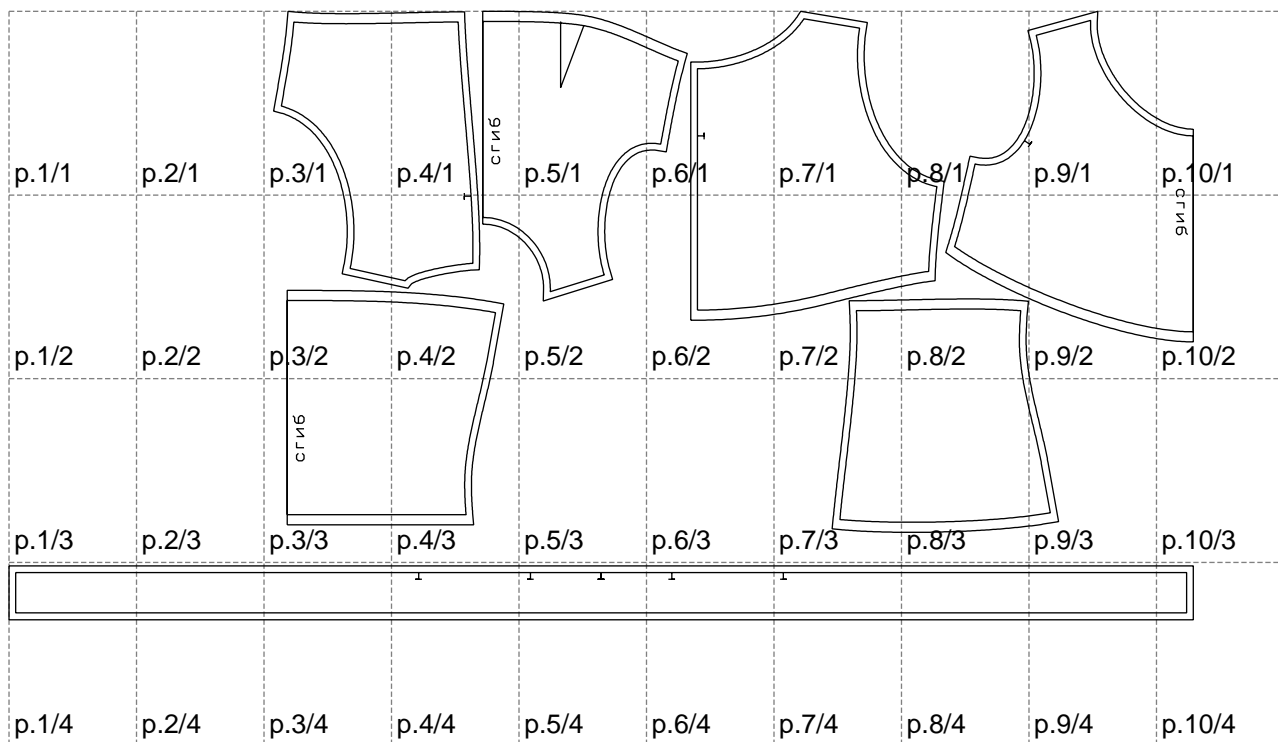 сгиб
p.1/1 p.2/1 p.3/1 p.4/1 p.5/1 p.6/1 p.7/1 p.8/1 p.9/1 p.10/1
сгиб
p.1/2 p.2/2 p.3/2 p.4/2 p.5/2 p.6/2 p.7/2 p.8/2 p.9/2 p.10/2
сгиб
p.1/3 p.2/3 p.3/3 p.4/3 p.5/3 p.6/3 p.7/3 p.8/3 p.9/3 p.10/3
p.1/4 p.2/4 p.3/4 p.4/4 p.5/4 p.6/4 p.7/4 p.8/4 p.9/4 p.10/4